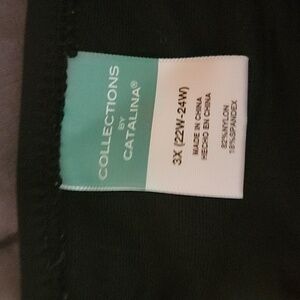 COLLECTIONS
BY
CATALINA®
3X (22W-24W)
MADE IN CHINA
HECHO EN CHINA
82%NYLON
18%SPANDEX